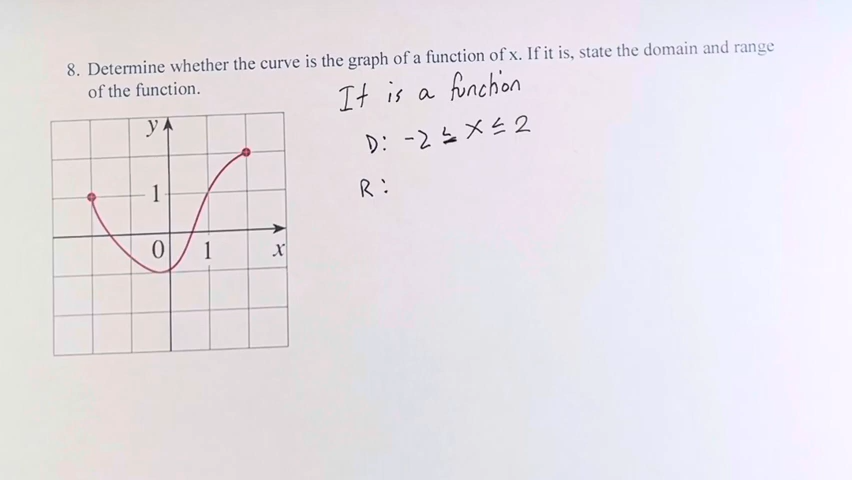 8. Determine whether the curve is the graph of a function of x. If it is, state the domain and range
of the function.
It is a function
D: -2 ≤ x ≤ 2
R:
y
1
0 1 x